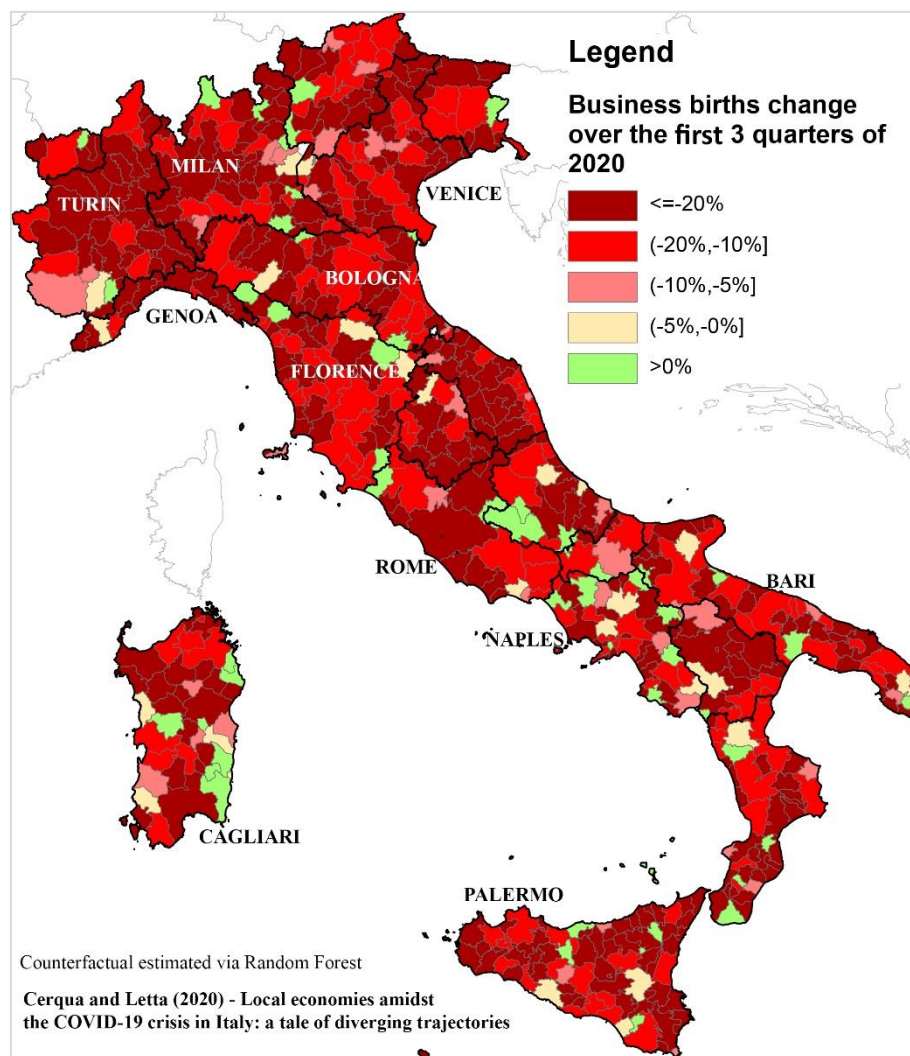 Legend
Business births change
over the first 3 quarters of
2020
<=-20%
(-20%,-10%]
(-10%,-5%]
(-5%,-0%]
>0%
MILAN
VENICE
TURIN
BOLOGNA
GENOA
FLORENCE
ROME
BARI
NAPLES
CAGLIARI
PALERMO
Counterfactual estimated via Random Forest
Cerqua and Letta (2020) - Local economies amidst
the COVID-19 crisis in Italy: a tale of diverging trajectories